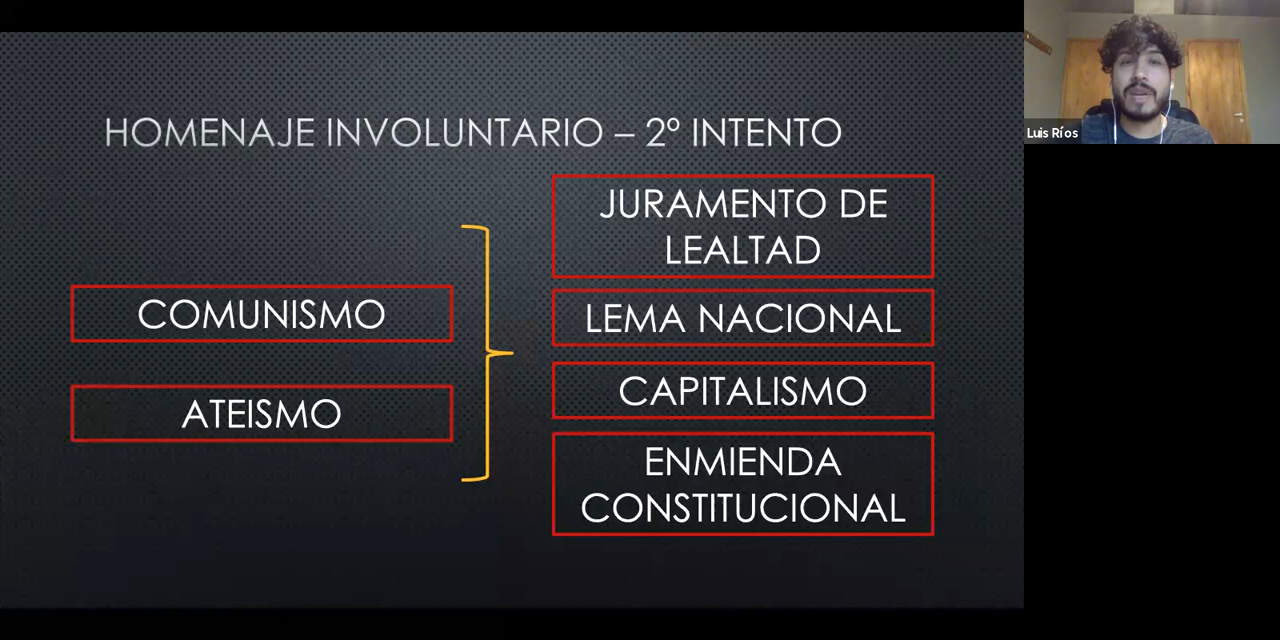 HOMENAJE INVOLUNTARIO – 2º INTENTO
COMUNISMO
ATEISMO
JURAMENTO DE
LEALTAD
LEMA NACIONAL
CAPITALISMO
ENMIENDA
CONSTITUCIONAL
Luis Ríos